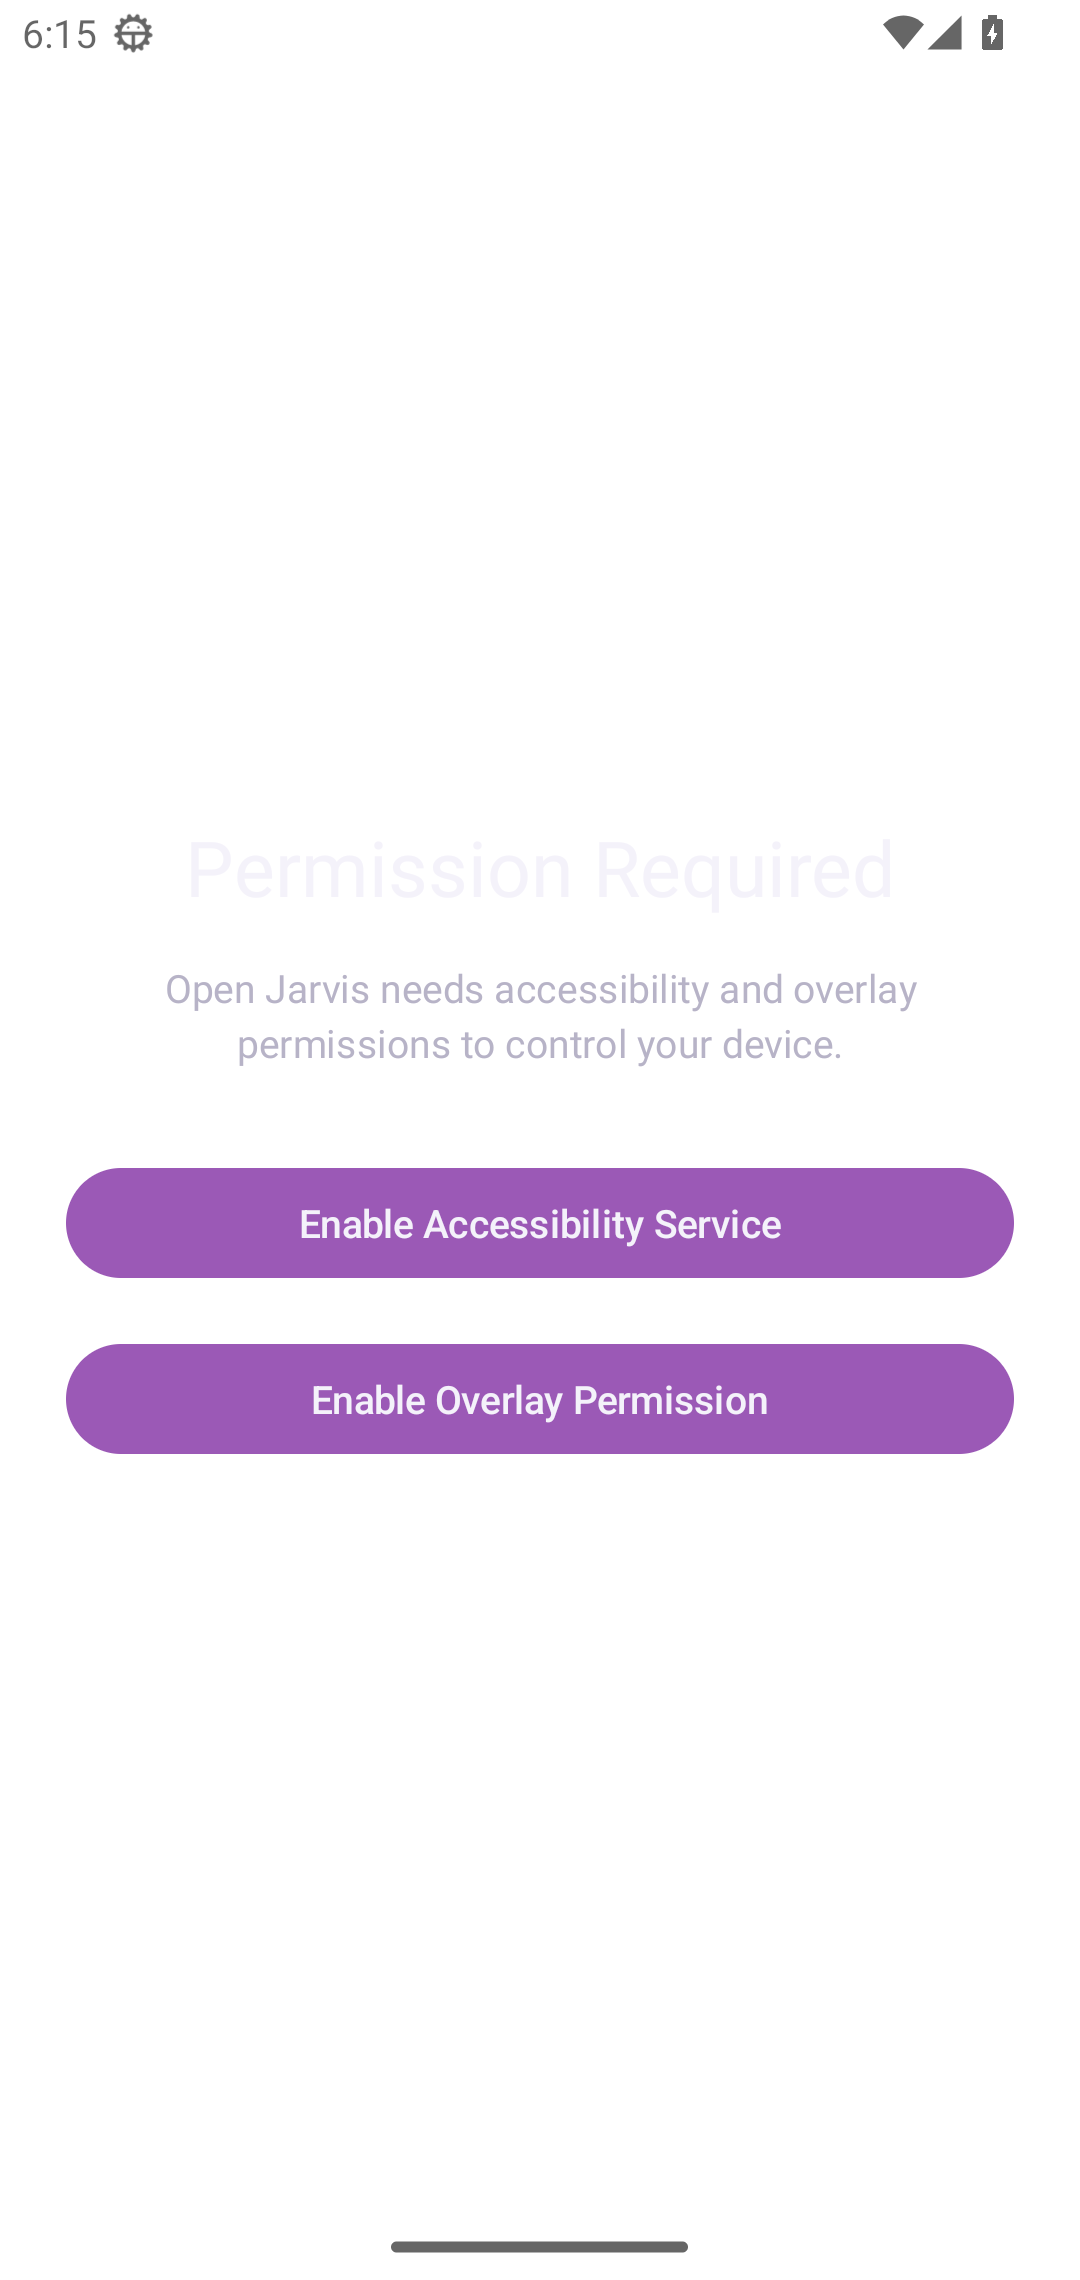 6:15
Permission Required
Open Jarvis needs accessibility and overlay
permissions to control your device.
Enable Accessibility Service
Enable Overlay Permission